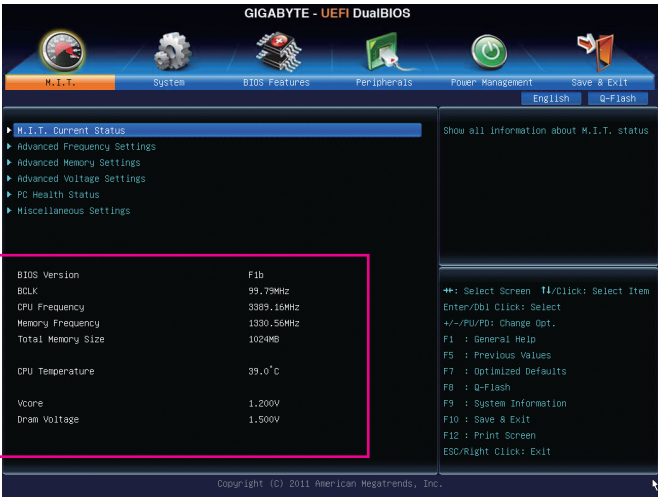 GIGABYTE - UEFI DualBIOS
M.I.T. System BIOS Features Peripherals Power Management Save & Exit
English Q-Flash
M.I.T. Current Status
Advanced Frequency Settings
Advanced Memory Settings
Advanced Voltage Settings
PC Health Status
Miscellaneous Settings
Show all information about M.I.T. status
BIOS Version F1b
BCLK 99.79MHz
CPU Frequency 3389.16MHz
Memory Frequency 1330.56MHz
Total Memory Size 1024MB
CPU Temperature 39.0°C
Vcore 1.200V
Dram Voltage 1.500V
→←: Select Screen ↑↓/Click: Select Item
Enter/Dbl Click: Select
+/-/PU/PD: Change Opt.
F1 : General Help
F5 : Previous Values
F7 : Optimized Defaults
F8 : Q-Flash
F9 : System Information
F10 : Save & Exit
F12 : Print Screen
ESC/Right Click: Exit
Copyright (C) 2011 American Megatrends, Inc.